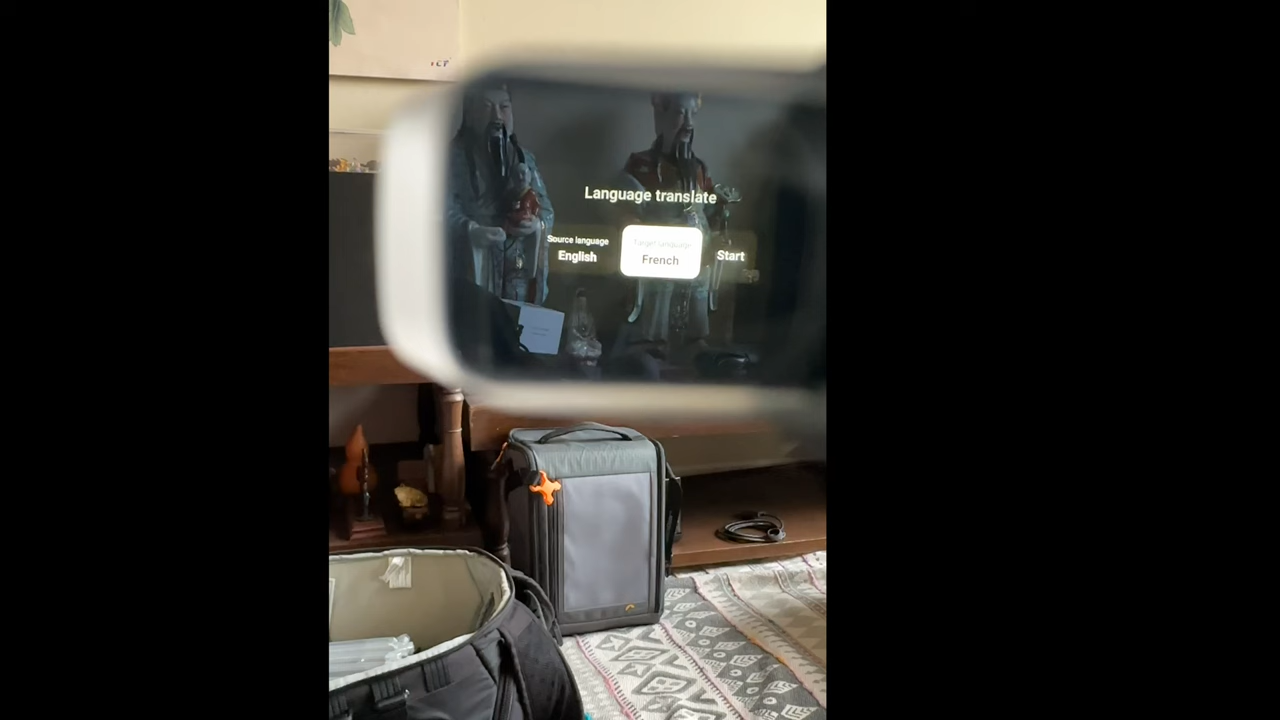 Language translate
Source language
English
Target language
French
Start